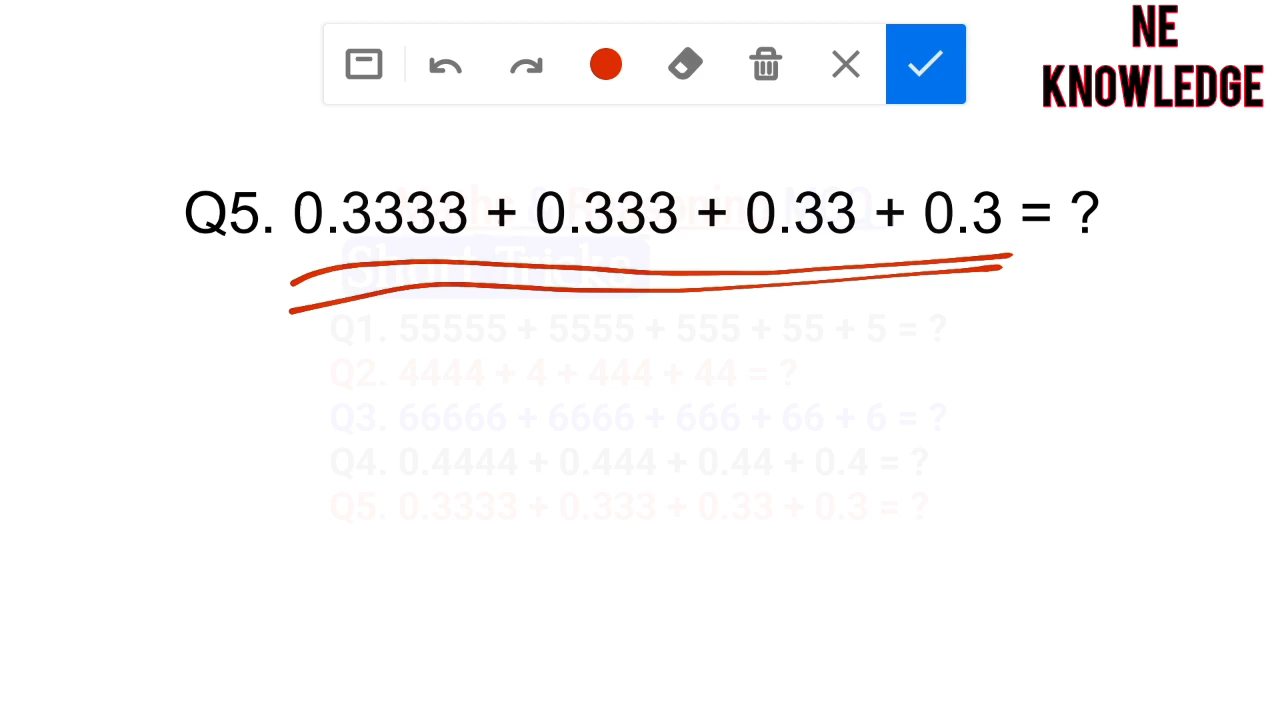 NE
KNOWLEDGE
Q5. 0.3333 + 0.333 + 0.33 + 0.3 = ?
Short Tricks
Q1. 55555 + 5555 + 555 + 55 + 5 = ?
Q2. 4444 + 4 + 444 + 44 = ?
Q3. 66666 + 6666 + 666 + 66 + 6 = ?
Q4. 0.4444 + 0.444 + 0.44 + 0.4 = ?
Q5. 0.3333 + 0.333 + 0.33 + 0.3 = ?